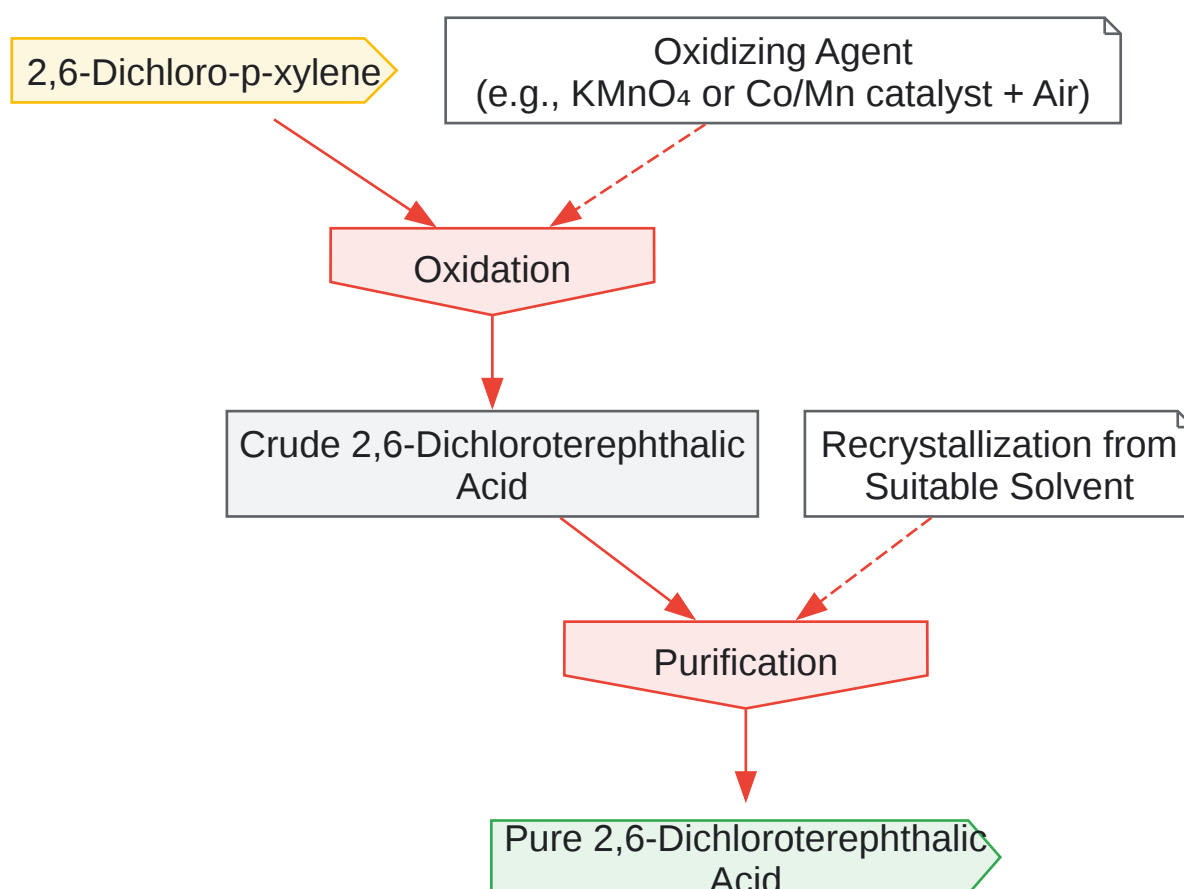 2,6-Dichloro-p-xylene
Oxidizing Agent
(e.g., KMnO₄ or Co/Mn catalyst + Air)
Oxidation
Crude 2,6-Dichloroterephthalic
Acid
Recrystallization from
Suitable Solvent
Purification
Pure 2,6-Dichloroterephthalic
Acid